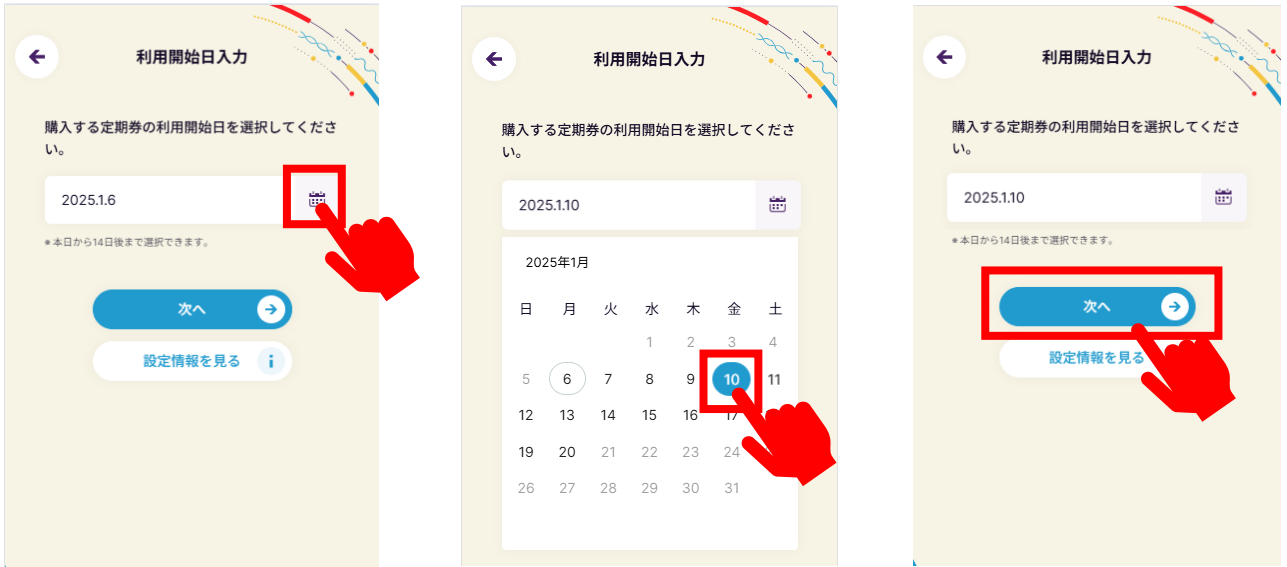 利用開始日入力
購入する定期券の利用開始日を選択してくださ
い。
2025.1.6
※本日から14日後まで選択できます。
次へ
設定情報を見る i
利用開始日入力
購入する定期券の利用開始日を選択してくださ
い。
2025.1.10
2025年1月
日 月 火 水 木 金 土
1 2 3 4
5 6 7 8 9 10 11
12 13 14 15 16 17
19 20 21 22 23 24
26 27 28 29 30 31
利用開始日入力
購入する定期券の利用開始日を選択してくださ
い。
2025.1.10
※本日から14日後まで選択できます。
次へ
設定情報を見る